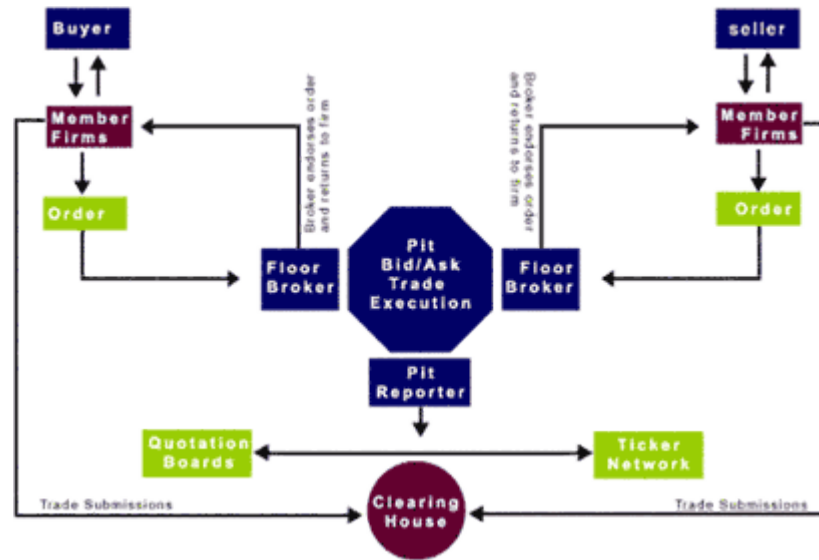 Buyer
seller
Member
Firms
Member
Firms
Broker endorses order
and returns to firm
Broker endorses order
and returns to firm
Order
Order
Floor
Broker
Pit
Bid/Ask
Trade
Execution
Floor
Broker
Pit
Reporter
Quotation
Boards
Ticker
Network
Trade Submissions
Clearing
House
Trade Submissions